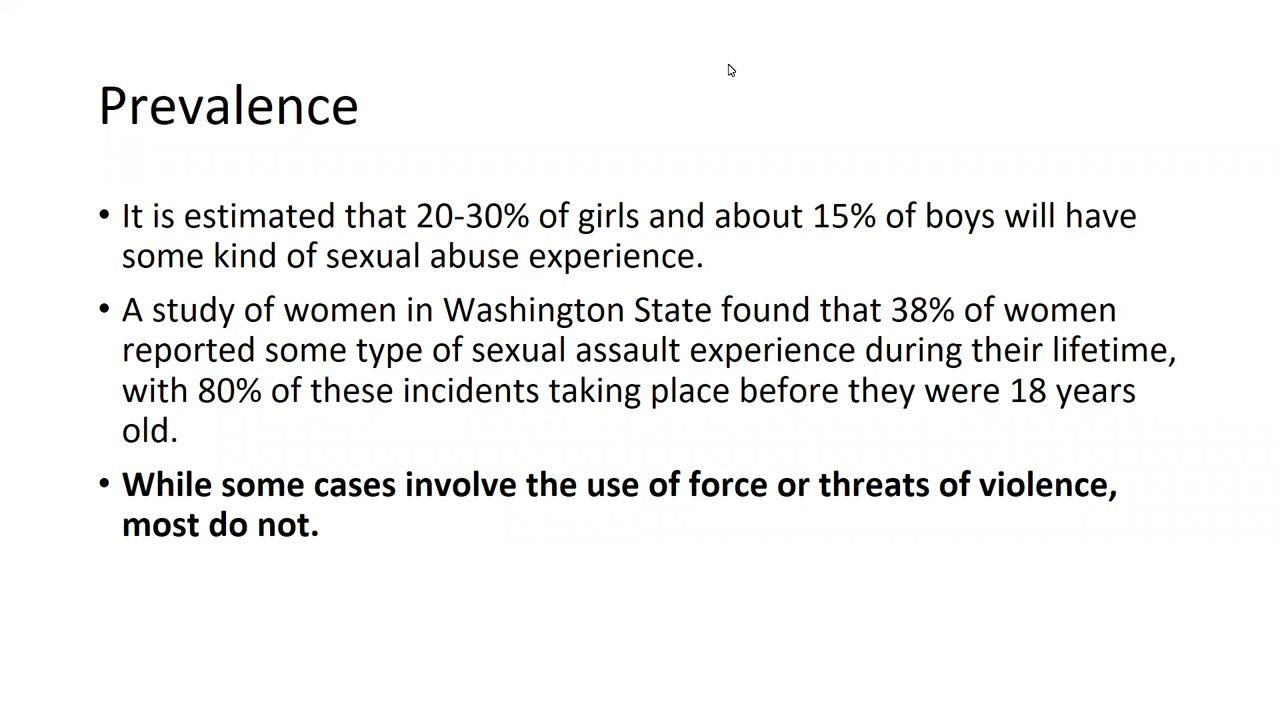 Prevalence
• It is estimated that 20-30% of girls and about 15% of boys will have
some kind of sexual abuse experience.
• A study of women in Washington State found that 38% of women
reported some type of sexual assault experience during their lifetime,
with 80% of these incidents taking place before they were 18 years
old.
• While some cases involve the use of force or threats of violence,
most do not.